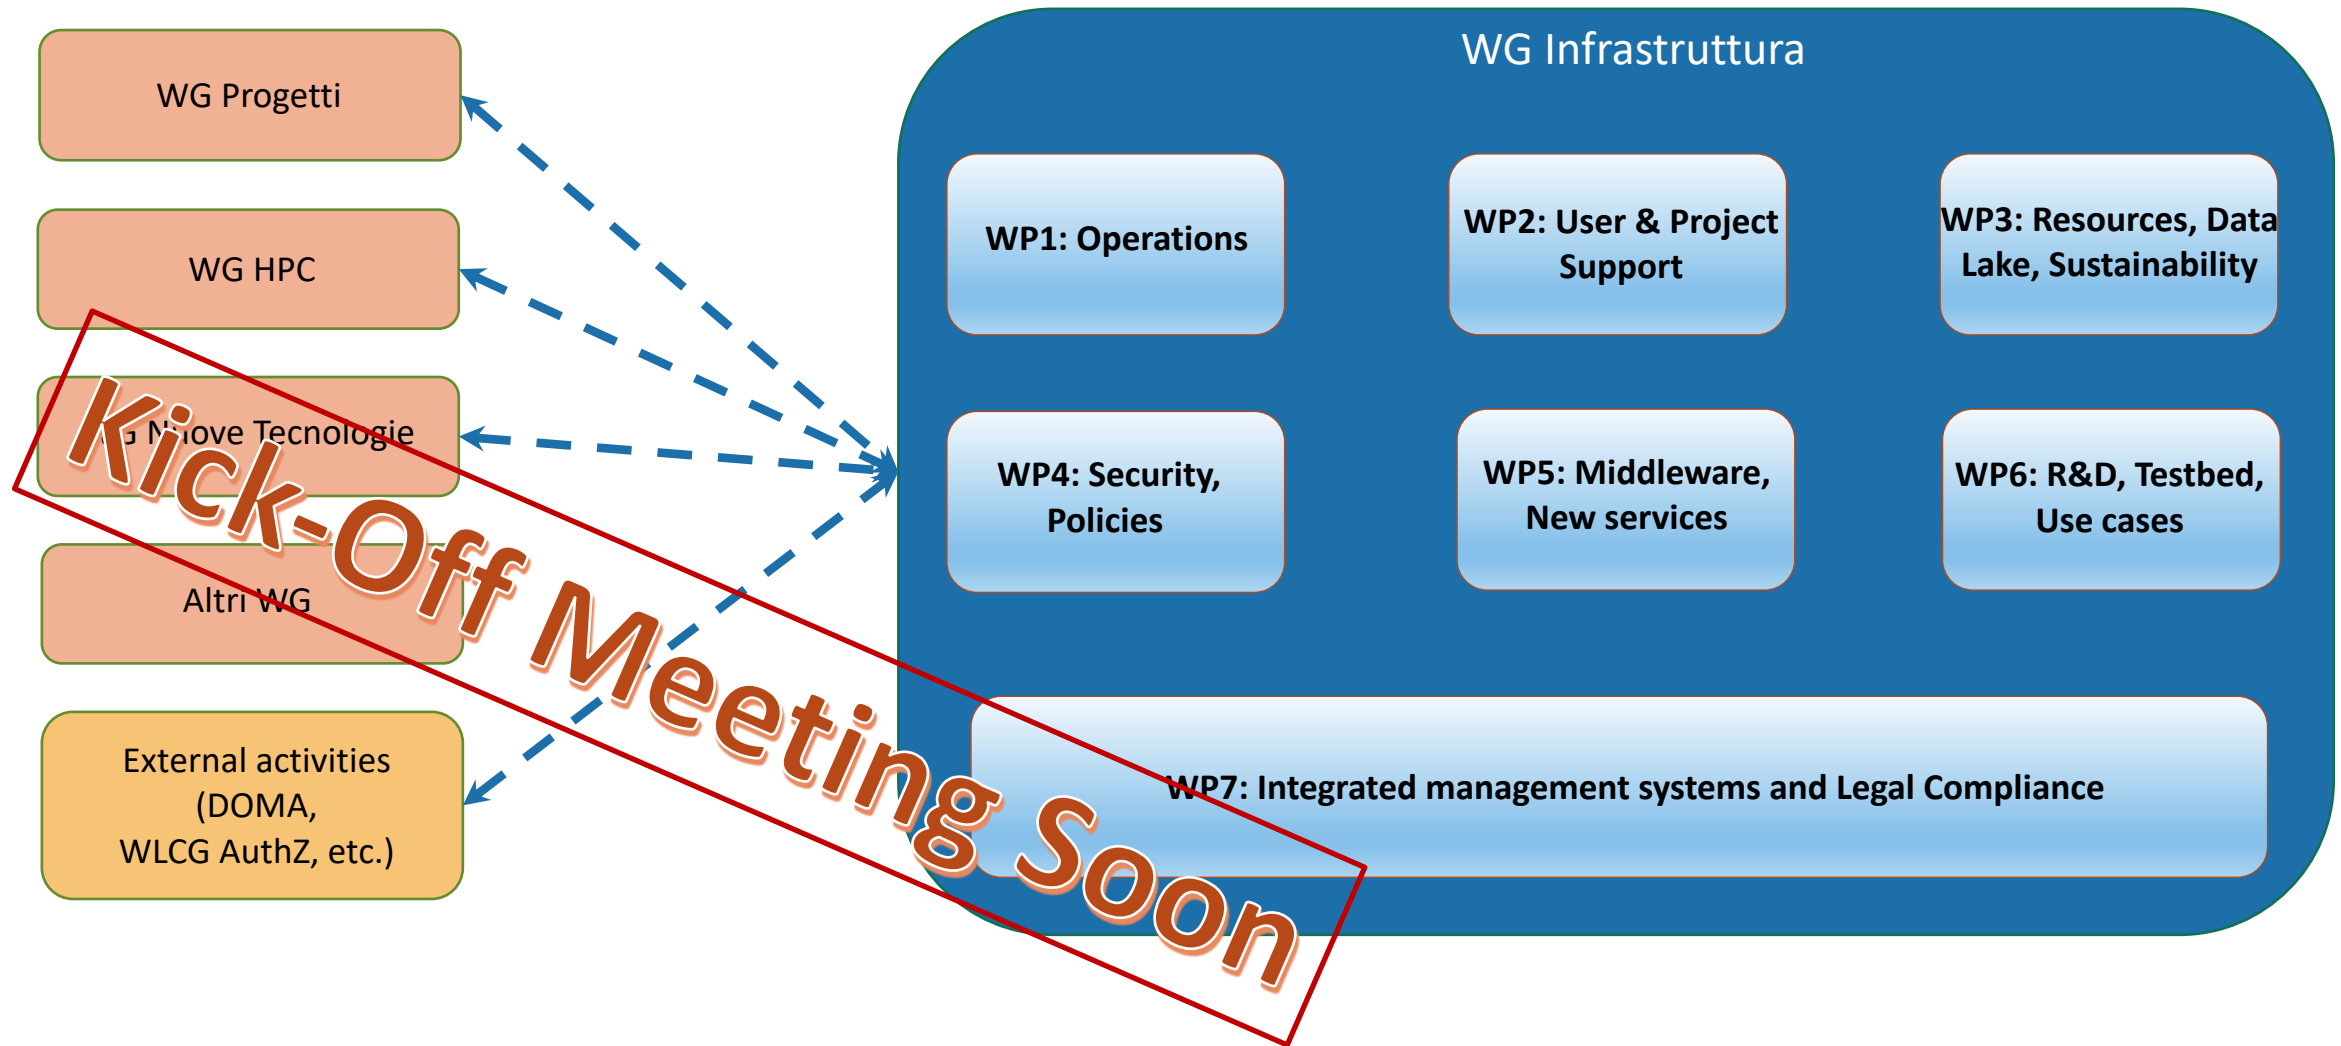 WG Infrastruttura
WG Progetti
WG HPC
WG Nuove Tecnologie
Altri WG
External activities
(DOMA,
WLCG AuthZ, etc.)
WP1: Operations
WP2: User & Project
Support
WP3: Resources, Data
Lake, Sustainability
WP4: Security,
Policies
WP5: Middleware,
New services
WP6: R&D, Testbed,
Use cases
WP7: Integrated management systems and Legal Compliance
Kick-Off Meeting Soon